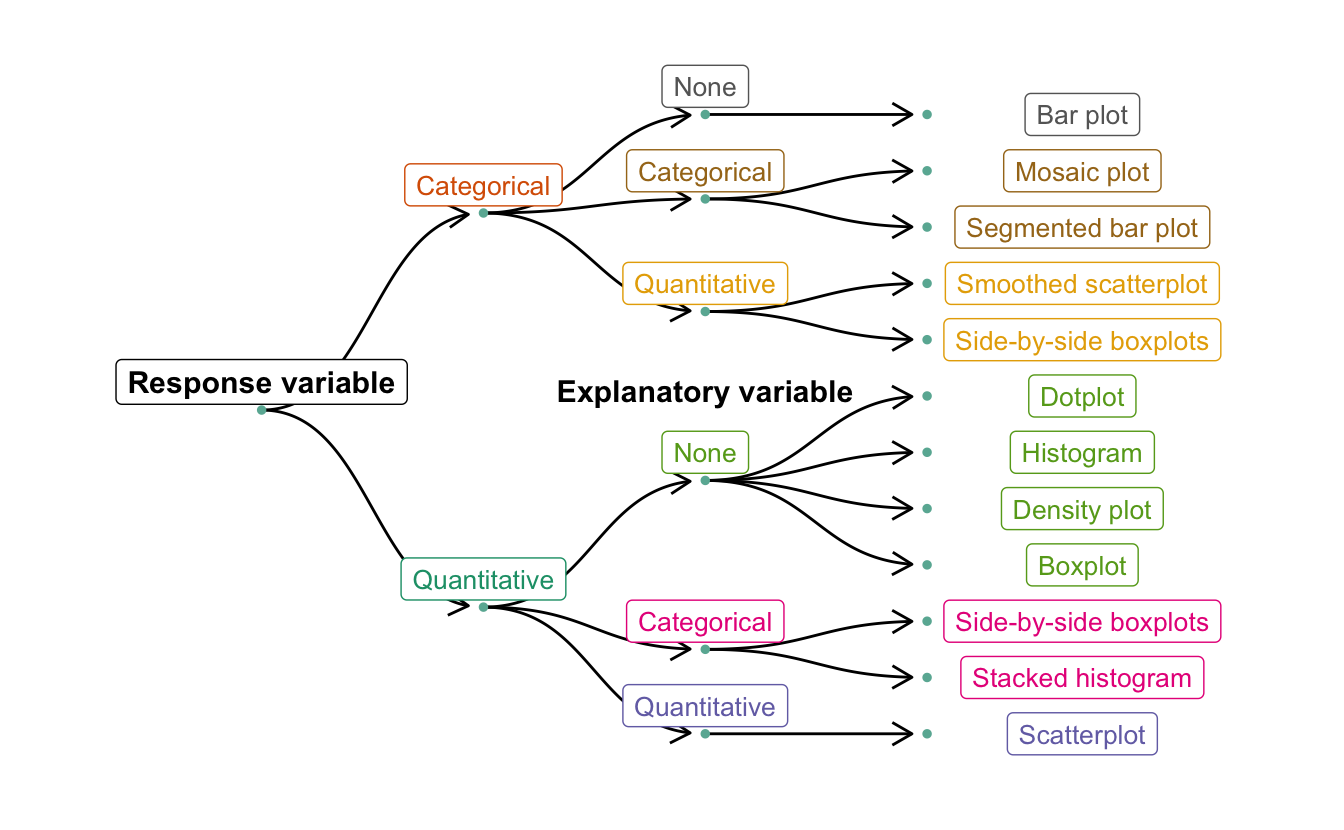 None
Bar plot
Categorical
Categorical
Mosaic plot
Segmented bar plot
Quantitative
Smoothed scatterplot
Side-by-side boxplots
Response variable
Explanatory variable
Dotplot
None
Histogram
Density plot
Boxplot
Quantitative
Categorical
Side-by-side boxplots
Stacked histogram
Quantitative
Scatterplot